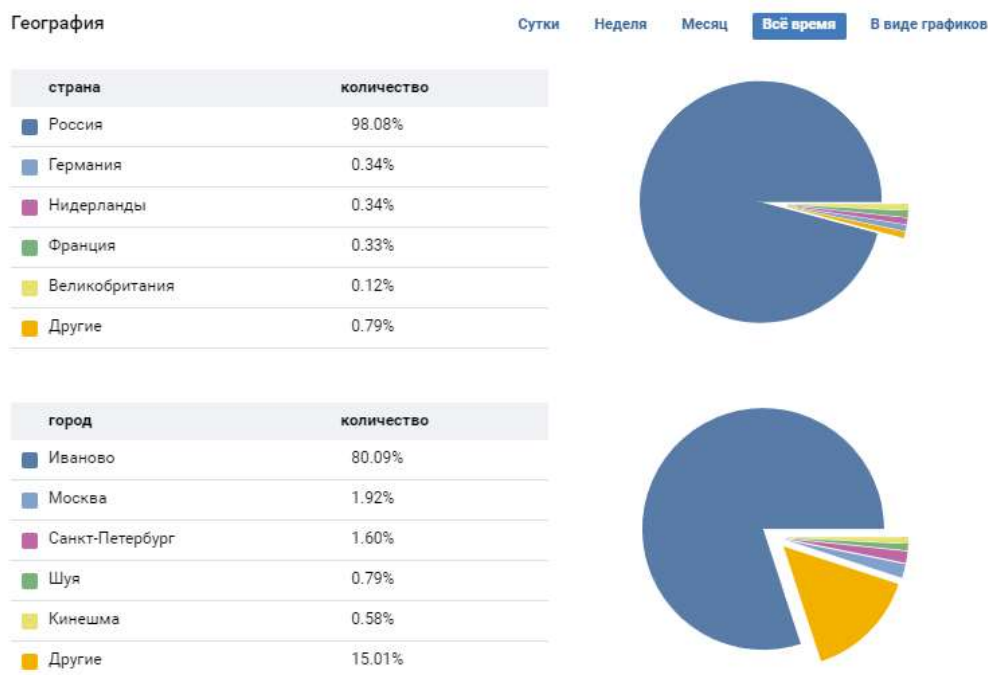 География Сутки Неделя Месяц Всё время В виде графиков
страна количество
Россия 98.08%
Германия 0.34%
Нидерланды 0.34%
Франция 0.33%
Великобритания 0.12%
Другие 0.79%
город количество
Иваново 80.09%
Москва 1.92%
Санкт-Петербург 1.60%
Шуя 0.79%
Кинешма 0.58%
Другие 15.01%